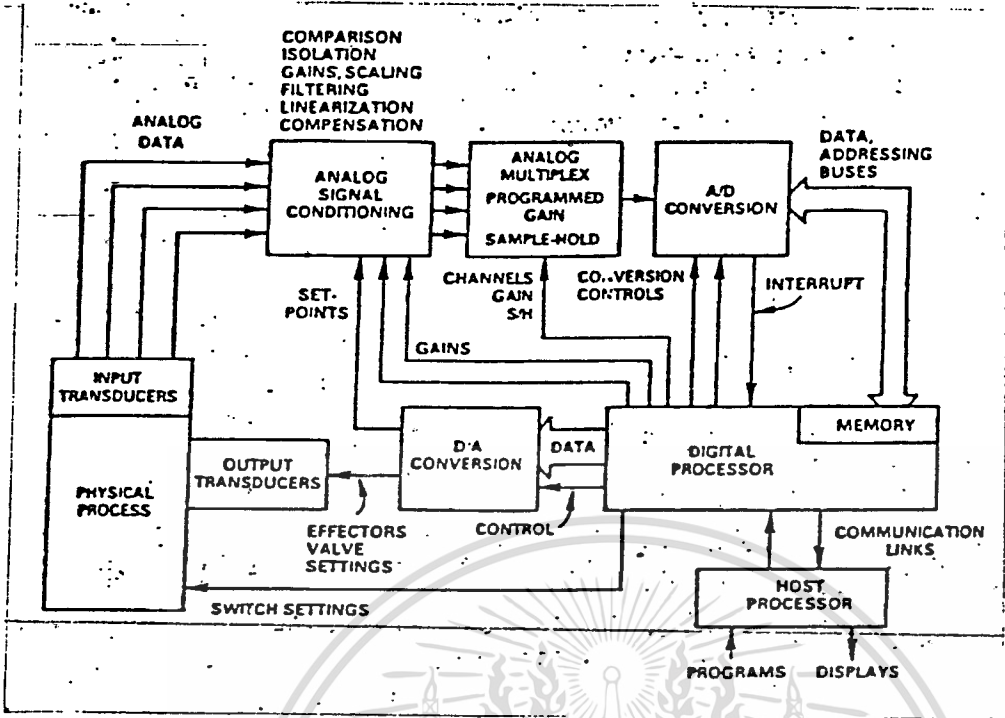 COMPARISON
ISOLATION
GAINS, SCALING
FILTERING
LINEARIZATION
COMPENSATION
ANALOG
DATA
ANALOG
SIGNAL
CONDITIONING
ANALOG
MULTIPLEX
PROGRAMMED
GAIN
SAMPLE-HOLD
A/D
CONVERSION
DATA,
ADDRESSING
BUSES
SET-
POINTS
CHANNELS
GAIN
S/H
CO..VERSION
CONTROLS
INTERRUPT
GAINS
INPUT
TRANSDUCERS
PHYSICAL
PROCESS
OUTPUT
TRANSDUCERS
D/A
CONVERSION
DATA
DIGITAL
PROCESSOR
MEMORY
EFFECTORS
VALVE
SETTINGS
CONTROL
COMMUNICATION
LINKS
SWITCH SETTINGS
HOST
PROCESSOR
PROGRAMS
DISPLAYS